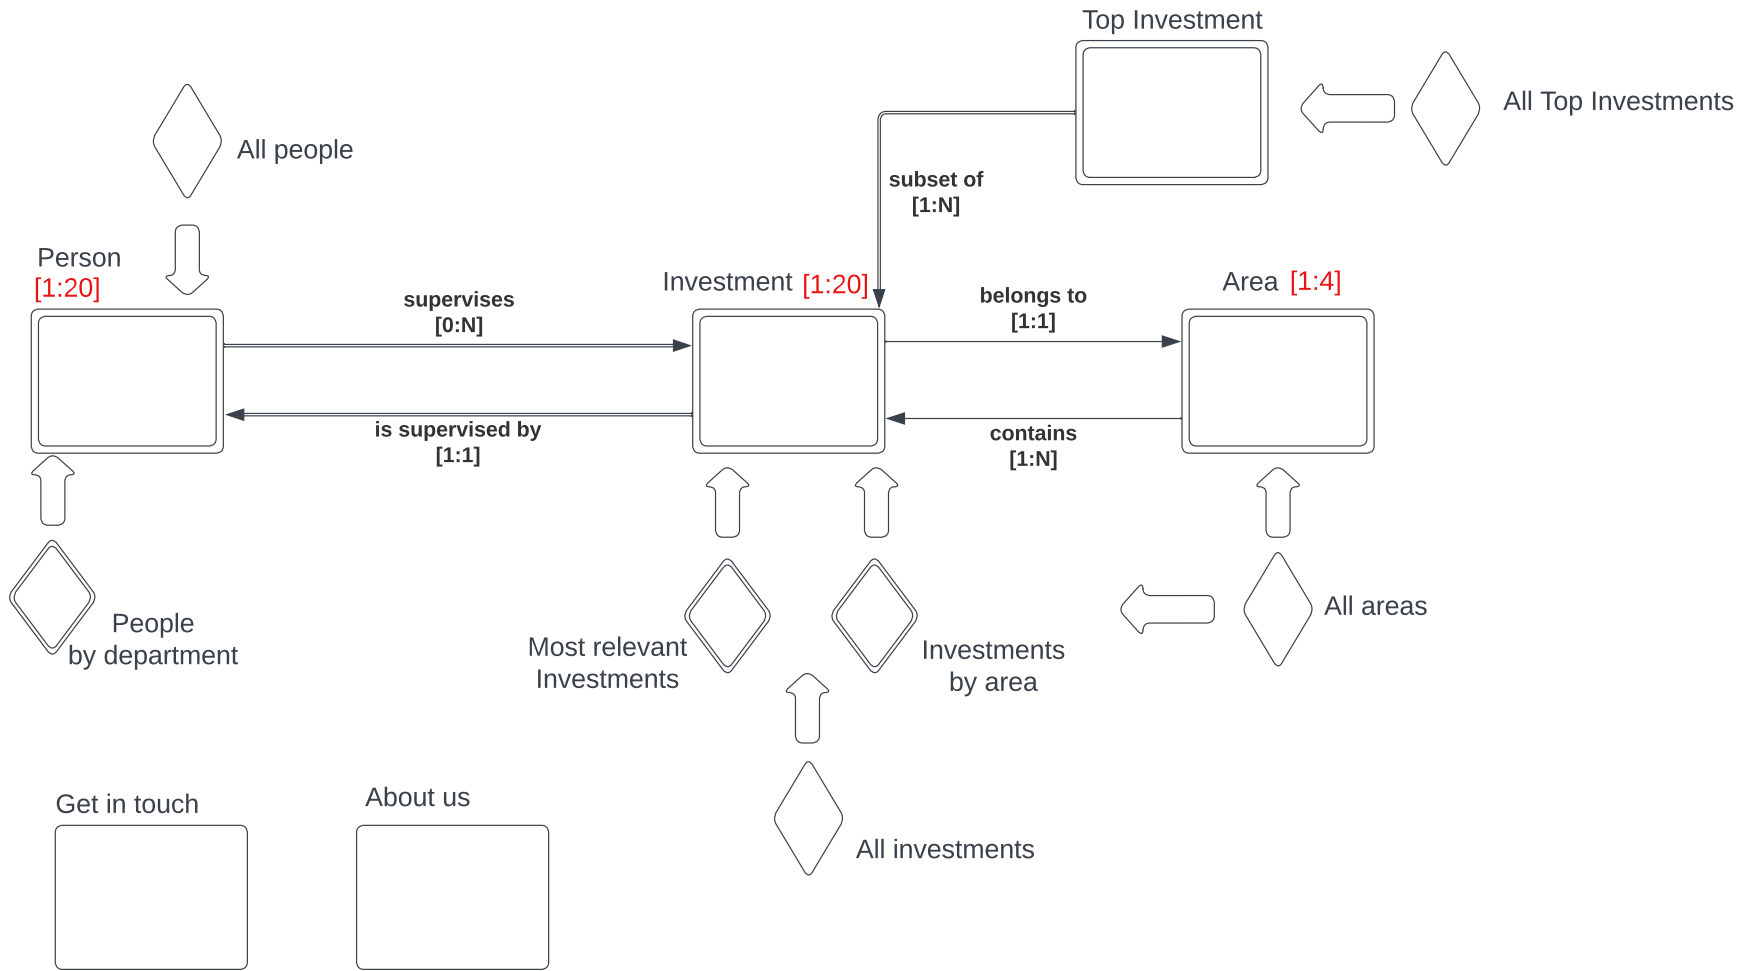 Top Investment
All Top Investments
All people
subset of
[1:N]
Person
[1:20]
supervises
[0:N]
Investment [1:20]
belongs to
[1:1]
Area [1:4]
is supervised by
[1:1]
contains
[1:N]
People
by department
Most relevant
Investments
Investments
by area
All areas
Get in touch
About us
All investments